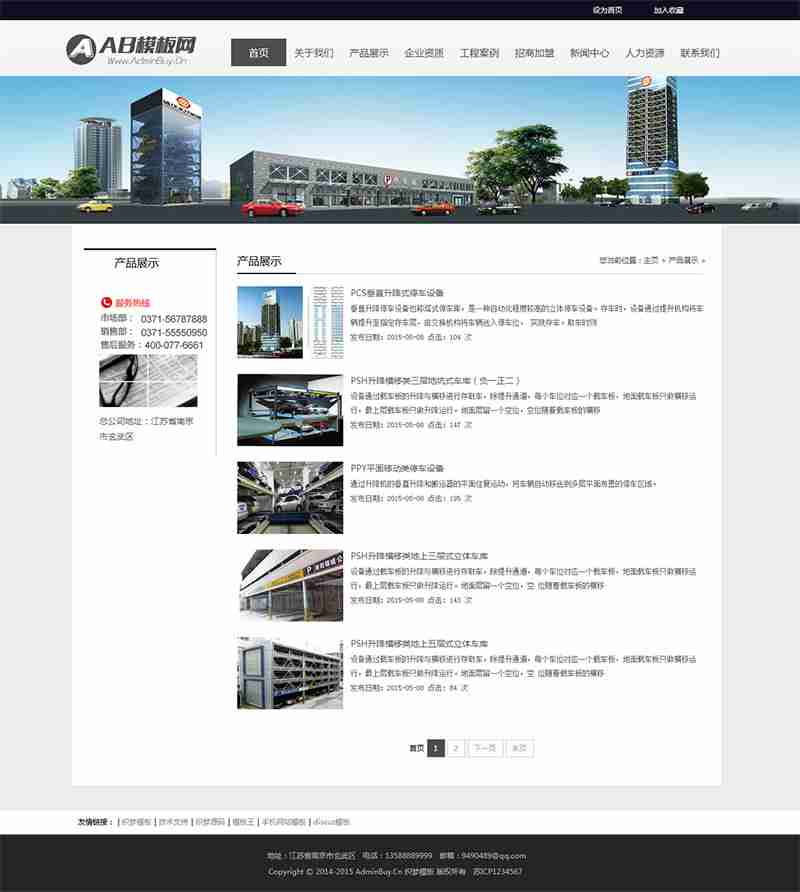 设为首页 加入收藏
AB模板网
Www.AdminBuy.Cn
首页 关于我们 产品展示 企业资质 工程案例 招商加盟 新闻中心 人力资源 联系我们
产品展示
服务热线
市场部： 0371-56787888
销售部： 0371-55550950
售后服务：400-077-6661
总公司地址：江苏省南京
市玄武区
产品展示
您当前位置：主页 > 产品展示 >
PCS垂直升降式停车设备
垂直升降停车设备也称塔式停车库，是一种自动化程度较高的立体停车设备。存车时，设备通过提升机构将车
辆提升至指定存车层，由交换机构将车辆送入停车位， 实现存车。取车时则
发布日期：2015-05-08 点击：104 次
PSH升降横移类三层地坑式车库（负一正二）
设备通过载车板的升降与横移进行存取车，除提升通道，每个车位对应一个载车板，地面载车板只做横移运
行，最上层载车板只做升降运行。地面层留一个空位，空位随着载车板的横移
发布日期：2015-05-08 点击：147 次
PPY平面移动类停车设备
通过升降机的垂直升降和搬运器的平面往复运动，将车辆自动移送到多层平面布置的停车区域。
发布日期：2015-05-08 点击：195 次
PSH升降横移类地上三层式立体车库
设备通过载车板的升降与横移进行存取车，除提升通道，每个车位对应一个载车板，地面载车板只做横移运
行，最上层载车板只做升降运行。地面层留一个空位，空 位随着载车板的横移
发布日期：2015-05-08 点击：143 次
PSH升降横移类地上五层式立体车库
设备通过载车板的升降与横移进行存取车，除提升通道，每个车位对应一个载车板，地面载车板只做横移运
行，最上层载车板只做升降运行。地面层留一个空位，空 位随着载车板的横移
发布日期：2015-05-08 点击：84 次
首页 1 2 下一页 末页
友情链接： | 织梦模板 | 技术支持 | 织梦源码 | 模板王 | 手机网站模板 | discuz模板
地址：江苏省南京市玄武区 电话：13588889999 邮箱：9490489@qq.com
Copyright © 2014-2015 AdminBuy.Cn 织梦模板 版权所有 苏ICP1234567